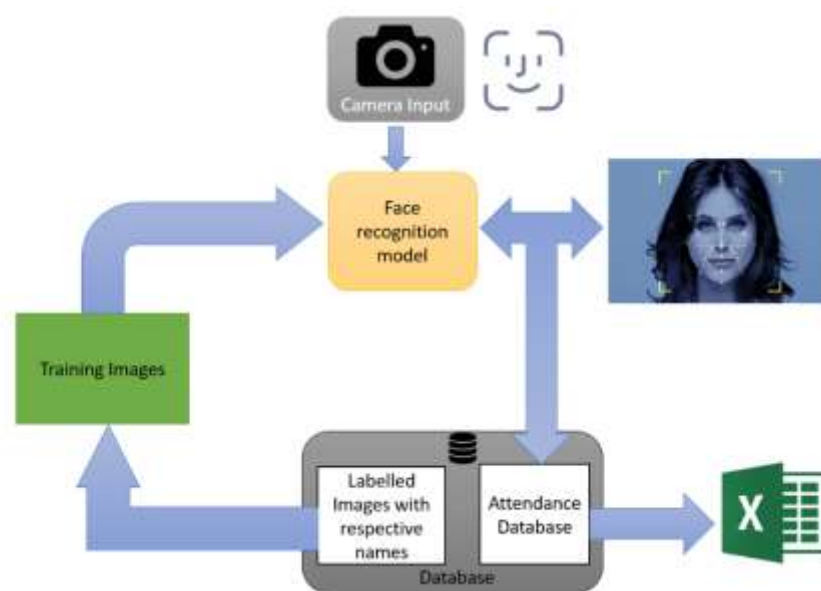 Camera Input
Face
recognition
model
Training Images
Labelled
Images with
respective
names
Attendance
Database
Database
X